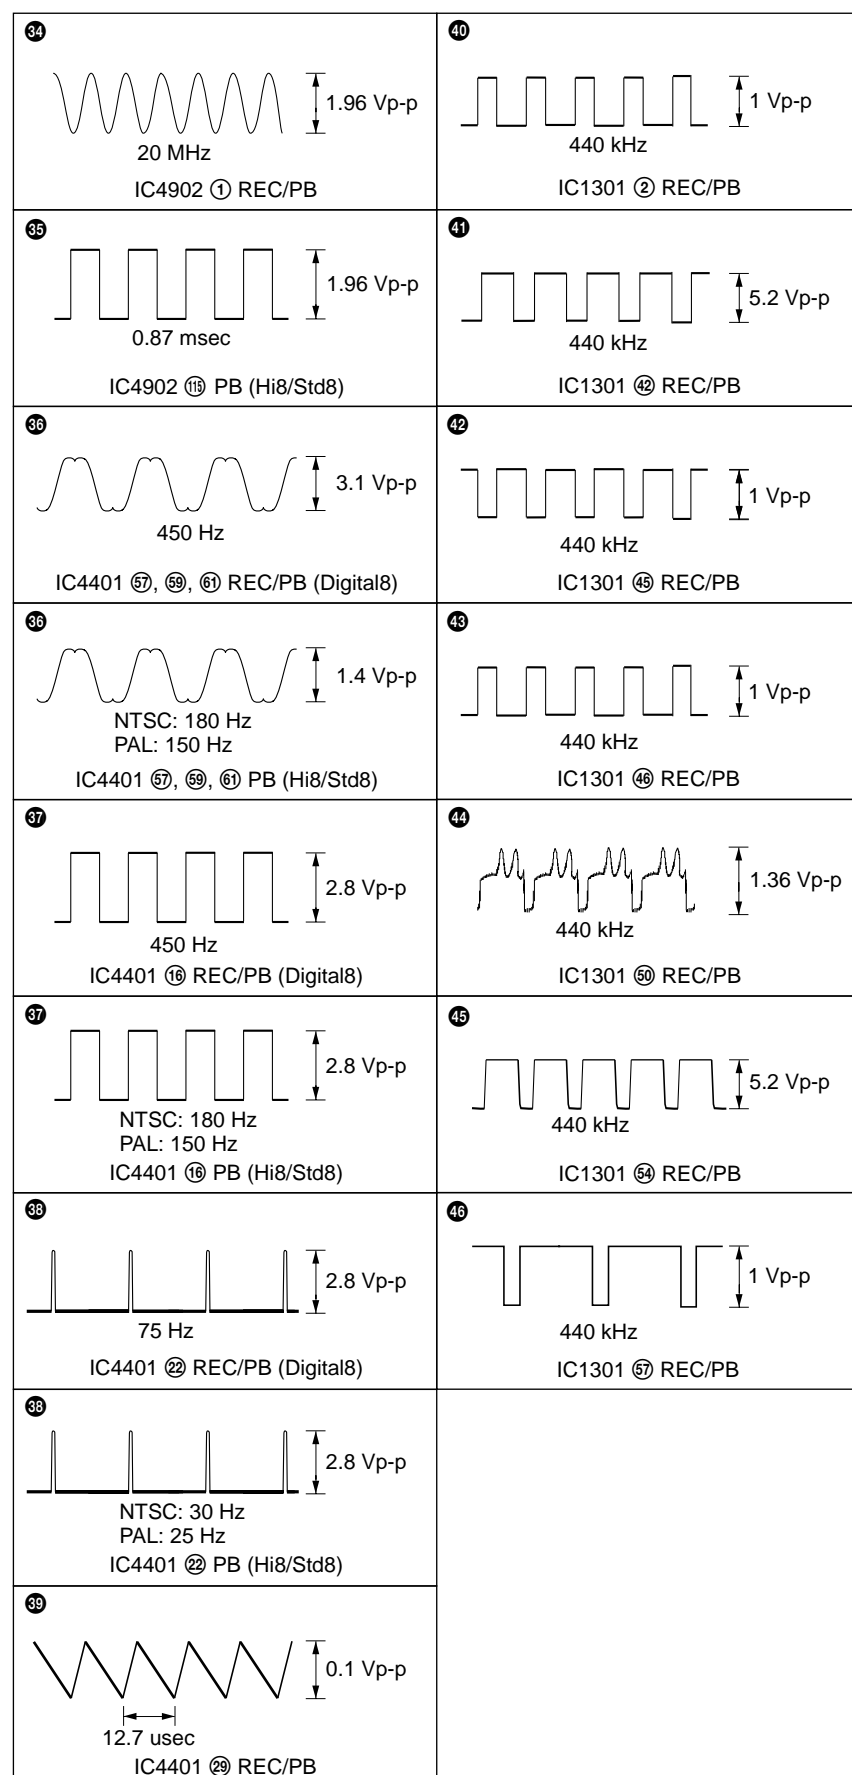 ㉞
1.96 Vp-p
20 MHz
IC4902 ① REC/PB
㉟
1.96 Vp-p
0.87 msec
IC4902 ⑮ PB (Hi8/Std8)
㊱
3.1 Vp-p
450 Hz
IC4401 57, 59, 61 REC/PB (Digital8)
㊱
1.4 Vp-p
NTSC: 180 Hz
PAL: 150 Hz
IC4401 57, 59, 61 PB (Hi8/Std8)
㊲
2.8 Vp-p
450 Hz
IC4401 ⑯ REC/PB (Digital8)
㊲
2.8 Vp-p
NTSC: 180 Hz
PAL: 150 Hz
IC4401 ⑯ PB (Hi8/Std8)
㊳
2.8 Vp-p
75 Hz
IC4401 ㉒ REC/PB (Digital8)
㊳
2.8 Vp-p
NTSC: 30 Hz
PAL: 25 Hz
IC4401 ㉒ PB (Hi8/Std8)
㊴
0.1 Vp-p
12.7 usec
IC4401 ㉙ REC/PB
㊵
1 Vp-p
440 kHz
IC1301 ② REC/PB
㊶
5.2 Vp-p
440 kHz
IC1301 ㊷ REC/PB
㊷
1 Vp-p
440 kHz
IC1301 ㊺ REC/PB
㊸
1 Vp-p
440 kHz
IC1301 ㊻ REC/PB
㊹
1.36 Vp-p
440 kHz
IC1301 ㊿ REC/PB
㊺
5.2 Vp-p
440 kHz
IC1301 54 REC/PB
㊻
1 Vp-p
440 kHz
IC1301 57 REC/PB